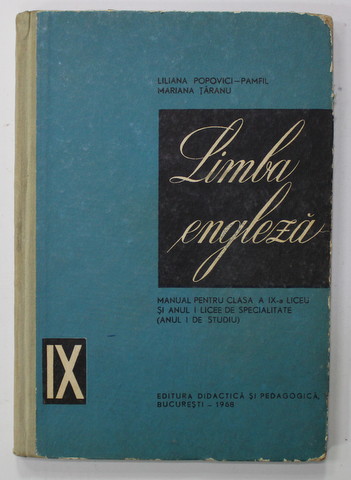 LILIANA POPOVICI-PAMFIL
MARIANA ȚĂRANU
Limba
engleză
MANUAL PENTRU CLASA A IX-a LICEU
ȘI ANUL I LICEE DE SPECIALITATE
(ANUL I DE STUDIU)
IX
EDITURA DIDACTICĂ ȘI PEDAGOGICĂ,
BUCUREȘTI – 1968